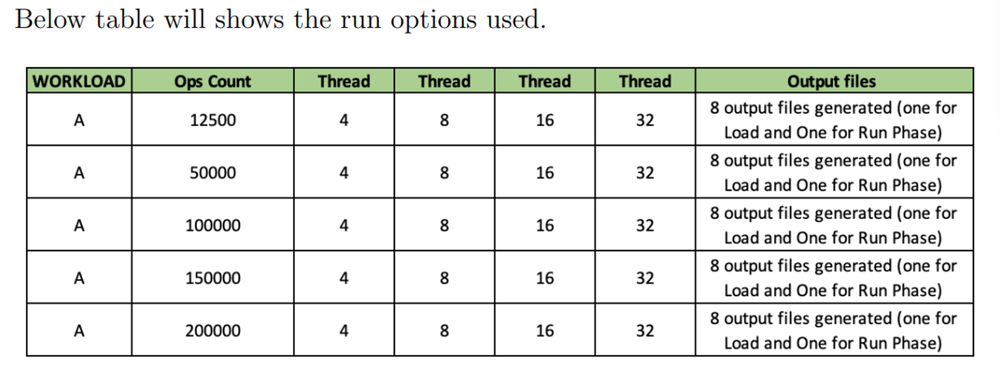 Below table will shows the run options used.
WORKLOAD Ops Count Thread Thread Thread Thread Output files
A 12500 4 8 16 32 8 output files generated (one for
Load and One for Run Phase)
A 50000 4 8 16 32 8 output files generated (one for
Load and One for Run Phase)
A 100000 4 8 16 32 8 output files generated (one for
Load and One for Run Phase)
A 150000 4 8 16 32 8 output files generated (one for
Load and One for Run Phase)
A 200000 4 8 16 32 8 output files generated (one for
Load and One for Run Phase)